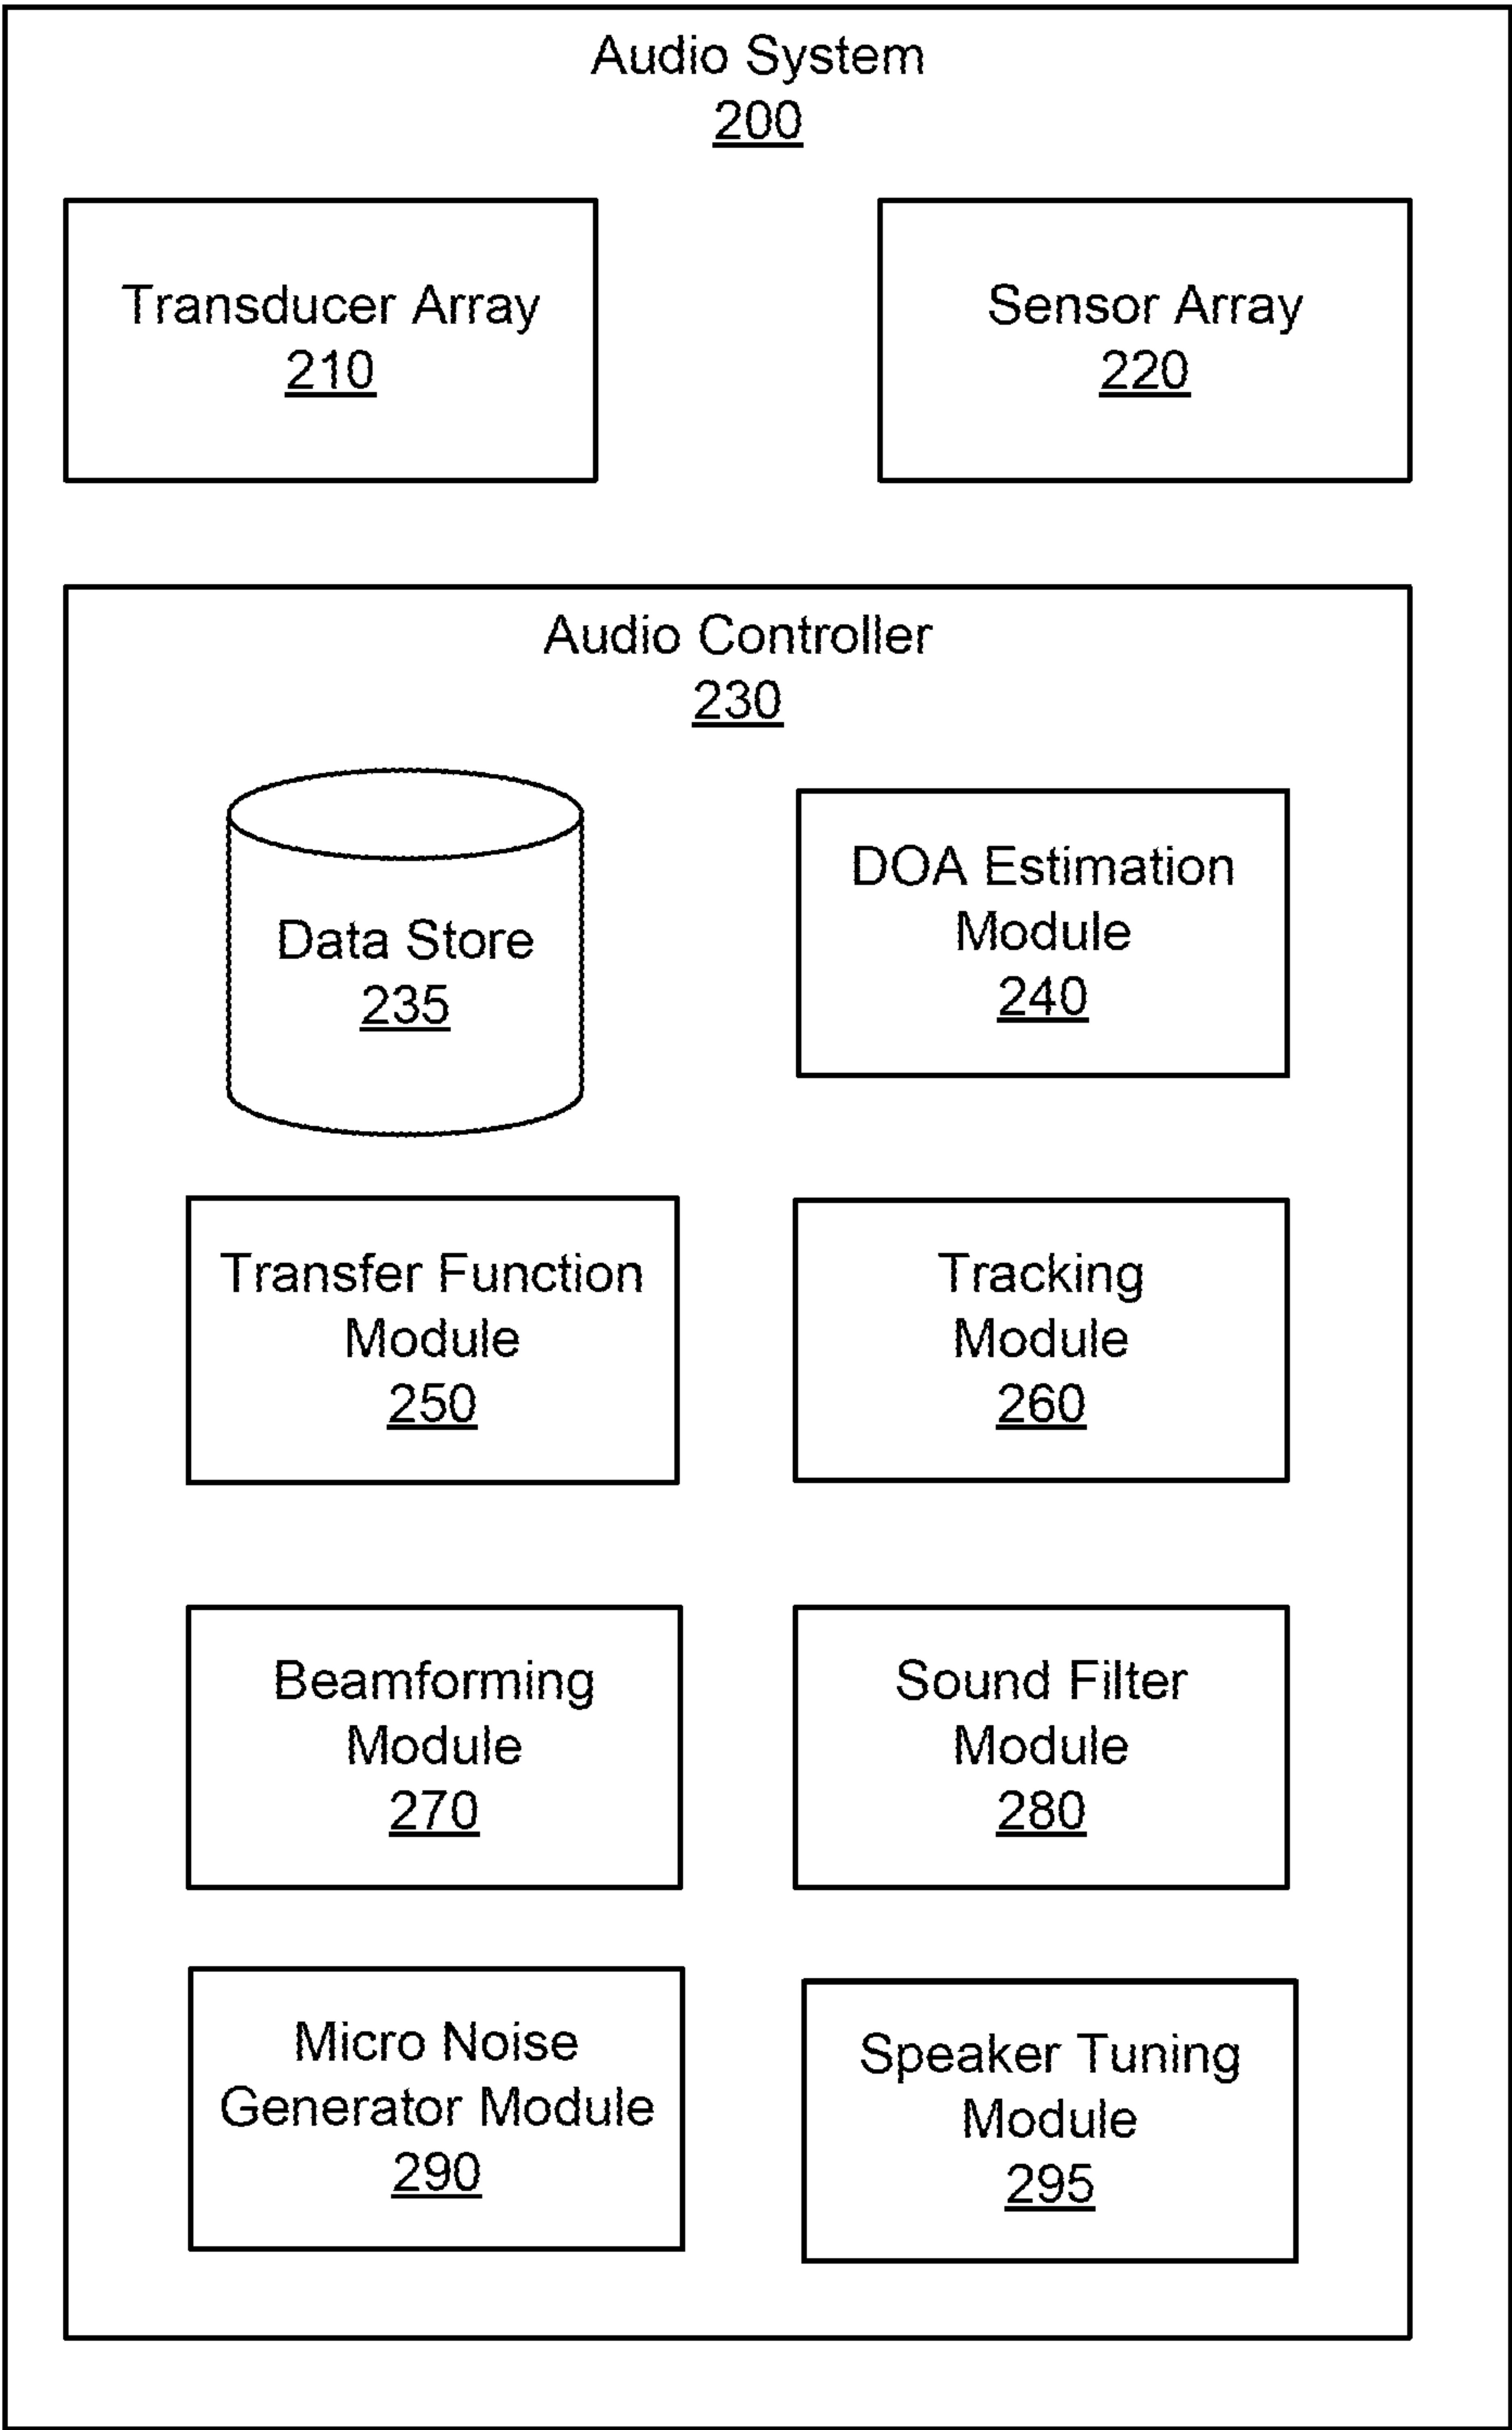 Audio System
200
Transducer Array
210
Sensor Array
220
Audio Controller
230
Data Store
235
DOA Estimation
Module
240
Transfer Function
Module
250
Tracking
Module
260
Beamforming
Module
270
Sound Filter
Module
280
Micro Noise
Generator Module
290
Speaker Tuning
Module
295